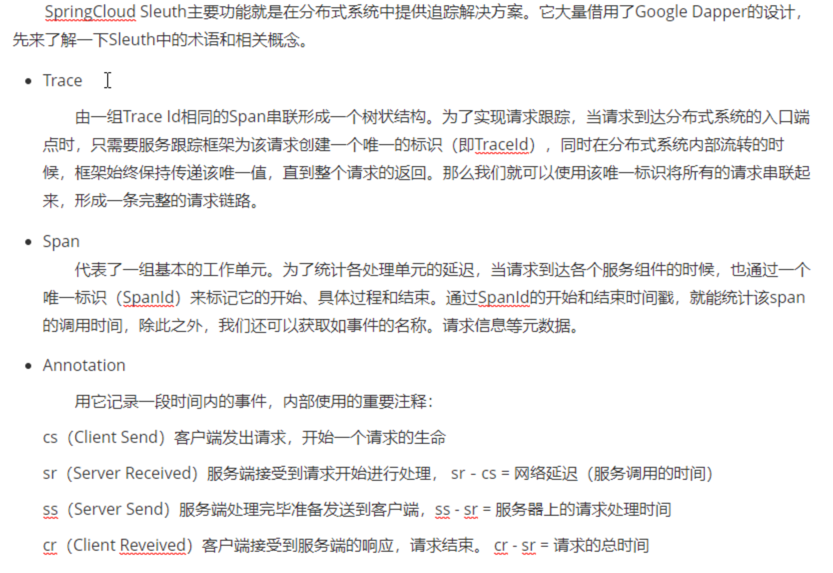 SpringCloud Sleuth主要功能就是在分布式系统中提供追踪解决方案。它大量借用了Google Dapper的设计，
先来了解一下Sleuth中的术语和相关概念。
Trace
由一组Trace Id相同的Span串联形成一个树状结构。为了实现请求跟踪，当请求到达分布式系统的入口端
点时，只需要服务跟踪框架为该请求创建一个唯一的标识（即TraceId），同时在分布式系统内部流转的时
候，框架始终保持传递该唯一值，直到整个请求的返回。那么我们就可以使用该唯一标识将所有的请求串联起
来，形成一条完整的请求链路。
Span
代表了一组基本的工作单元。为了统计各处理单元的延迟，当请求到达各个服务组件的时候，也通过一个
唯一标识（SpanId）来标记它的开始、具体过程和结束。通过SpanId的开始和结束时间戳，就能统计该span
的调用时间，除此之外，我们还可以获取如事件的名称。请求信息等元数据。
Annotation
用它记录一段时间内的事件，内部使用的重要注释：
cs（Client Send）客户端发出请求，开始一个请求的生命
sr（Server Received）服务端接受到请求开始进行处理， sr - cs = 网络延迟（服务调用的时间）
ss（Server Send）服务端处理完毕准备发送到客户端，ss - sr = 服务器上的请求处理时间
cr（Client Reveived）客户端接受到服务端的响应，请求结束。 cr - sr = 请求的总时间